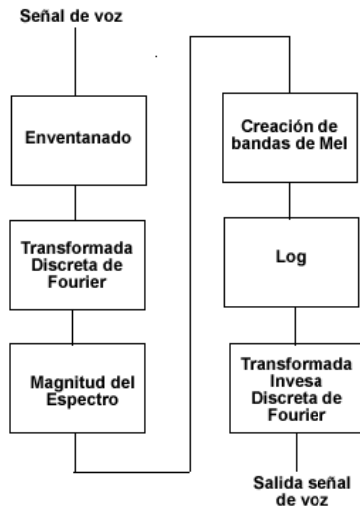 Señal de voz
Enventanado
Transformada
Discreta de
Fourier
Magnitud del
Espectro
Creación de
bandas de Mel
Log
Transformada
Invesa
Discreta de
Fourier
Salida señal
de voz